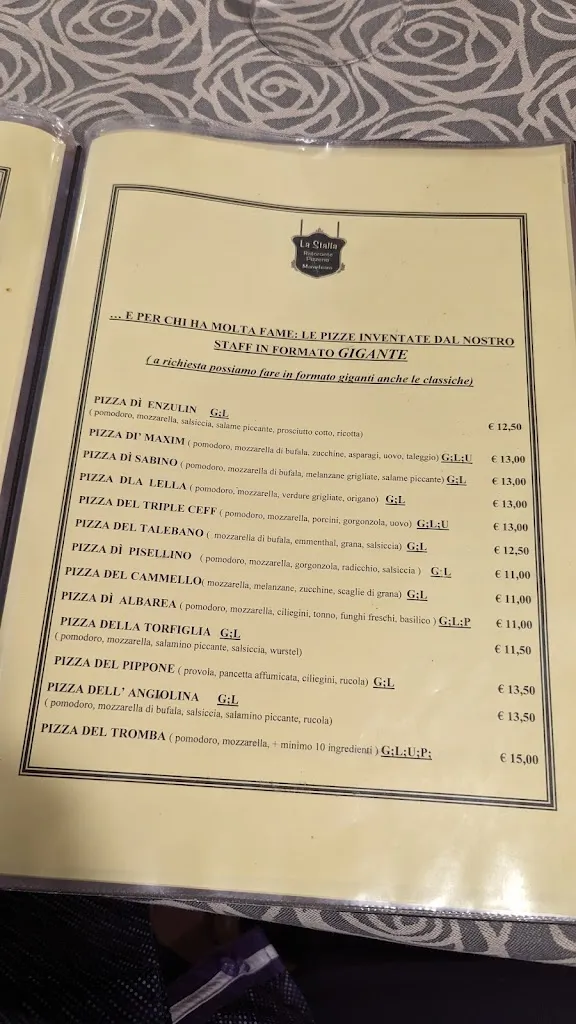 La Stalla
Ristorante
Pizzeria
... E PER CHI HA MOLTA FAME: LE PIZZE INVENTATE DAL NOSTRO
STAFF IN FORMATO GIGANTE
( a richiesta possiamo fare in formato giganti anche le classiche)
PIZZA DÌ ENZULIN G;L
( pomodoro, mozzarella, salsiccia, salame piccante, prosciutto cotto, ricotta) € 12,50
PIZZA DI' MAXIM ( pomodoro, mozzarella di bufala, zucchine, asparagi, uovo, taleggio) G;L;U € 13,00
PIZZA DÌ SABINO ( pomodoro, mozzarella di bufala, melanzane grigliate, salame piccante) G;L € 13,00
PIZZA DLA LELLA ( pomodoro, mozzarella, verdure grigliate, origano) G;L € 13,00
PIZZA DEL TRIPLE CEFF ( pomodoro, mozzarella, porcini, gorgonzola, uovo) G;L;U € 13,00
PIZZA DEL TALEBANO ( mozzarella di bufala, emmenthal, grana, salsiccia) G;L € 12,50
PIZZA DÌ PISELLINO ( pomodoro, mozzarella, gorgonzola, radicchio, salsiccia ) G;L € 11,00
PIZZA DEL CAMMELLO( mozzarella, melanzane, zucchine, scaglie di grana) G;L € 11,00
PIZZA DÌ ALBAREA ( pomodoro, mozzarella, ciliegini, tonno, funghi freschi, basilico ) G;L;P € 11,00
PIZZA DELLA TORFIGLIA G;L
( pomodoro, mozzarella, salamino piccante, salsiccia, wurstel) € 11,50
PIZZA DEL PIPPONE ( provola, pancetta affumicata, ciliegini, rucola) G;L € 13,50
PIZZA DELL' ANGIOLINA G;L
( pomodoro, mozzarella di bufala, salsiccia, salamino piccante, rucola) € 13,50
PIZZA DEL TROMBA ( pomodoro, mozzarella, + minimo 10 ingredienti ) G;L;U;P; € 15,00